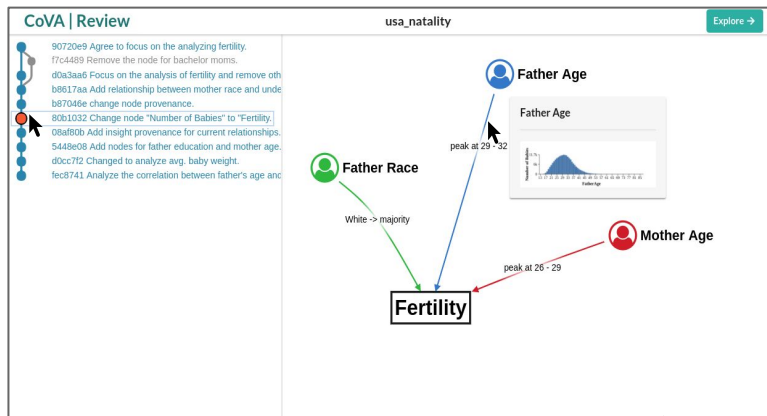 CoVA | Review
usa_natality
Explore →
90720e9 Agree to focus on the analyzing fertility.
f7c4489 Remove the node for bachelor moms.
d0a3aa6 Focus on the analysis of fertility and remove oth
b8617aa Add relationship between mother race and unde
b87046e change node provenance.
80b1032 Change node "Number of Babies" to "Fertility.
08af80b Add insight provenance for current relationships.
5448e08 Add nodes for father education and mother age.
d0cc7f2 Changed to analyze avg. baby weight.
fec8741 Analyze the correlation between father's age and
Father Age
Father Age
peak at 29 - 32
Number of Babies
Father Age
Father Race
White -> majority
Mother Age
peak at 26 - 29
Fertility